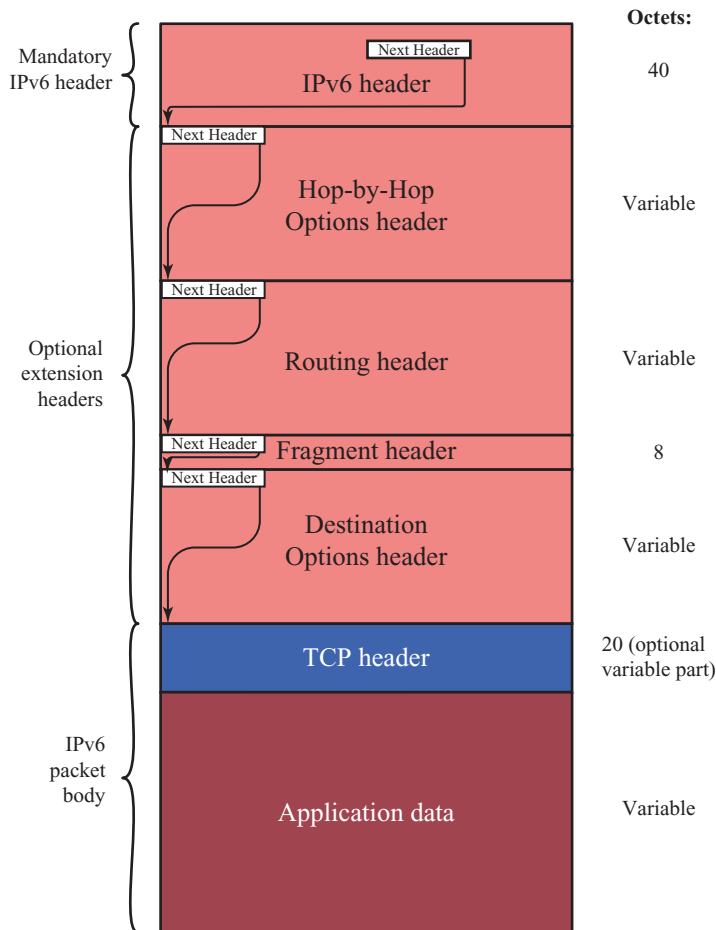 Octets:
Mandatory
IPv6 header
Next Header
IPv6 header
40
Next Header
Hop-by-Hop
Options header
Variable
Next Header
Optional
extension
headers
Routing header
Variable
Next Header
Fragment header
8
Next Header
Destination
Options header
Variable
TCP header
20 (optional
variable part)
IPv6
packet
body
Application data
Variable